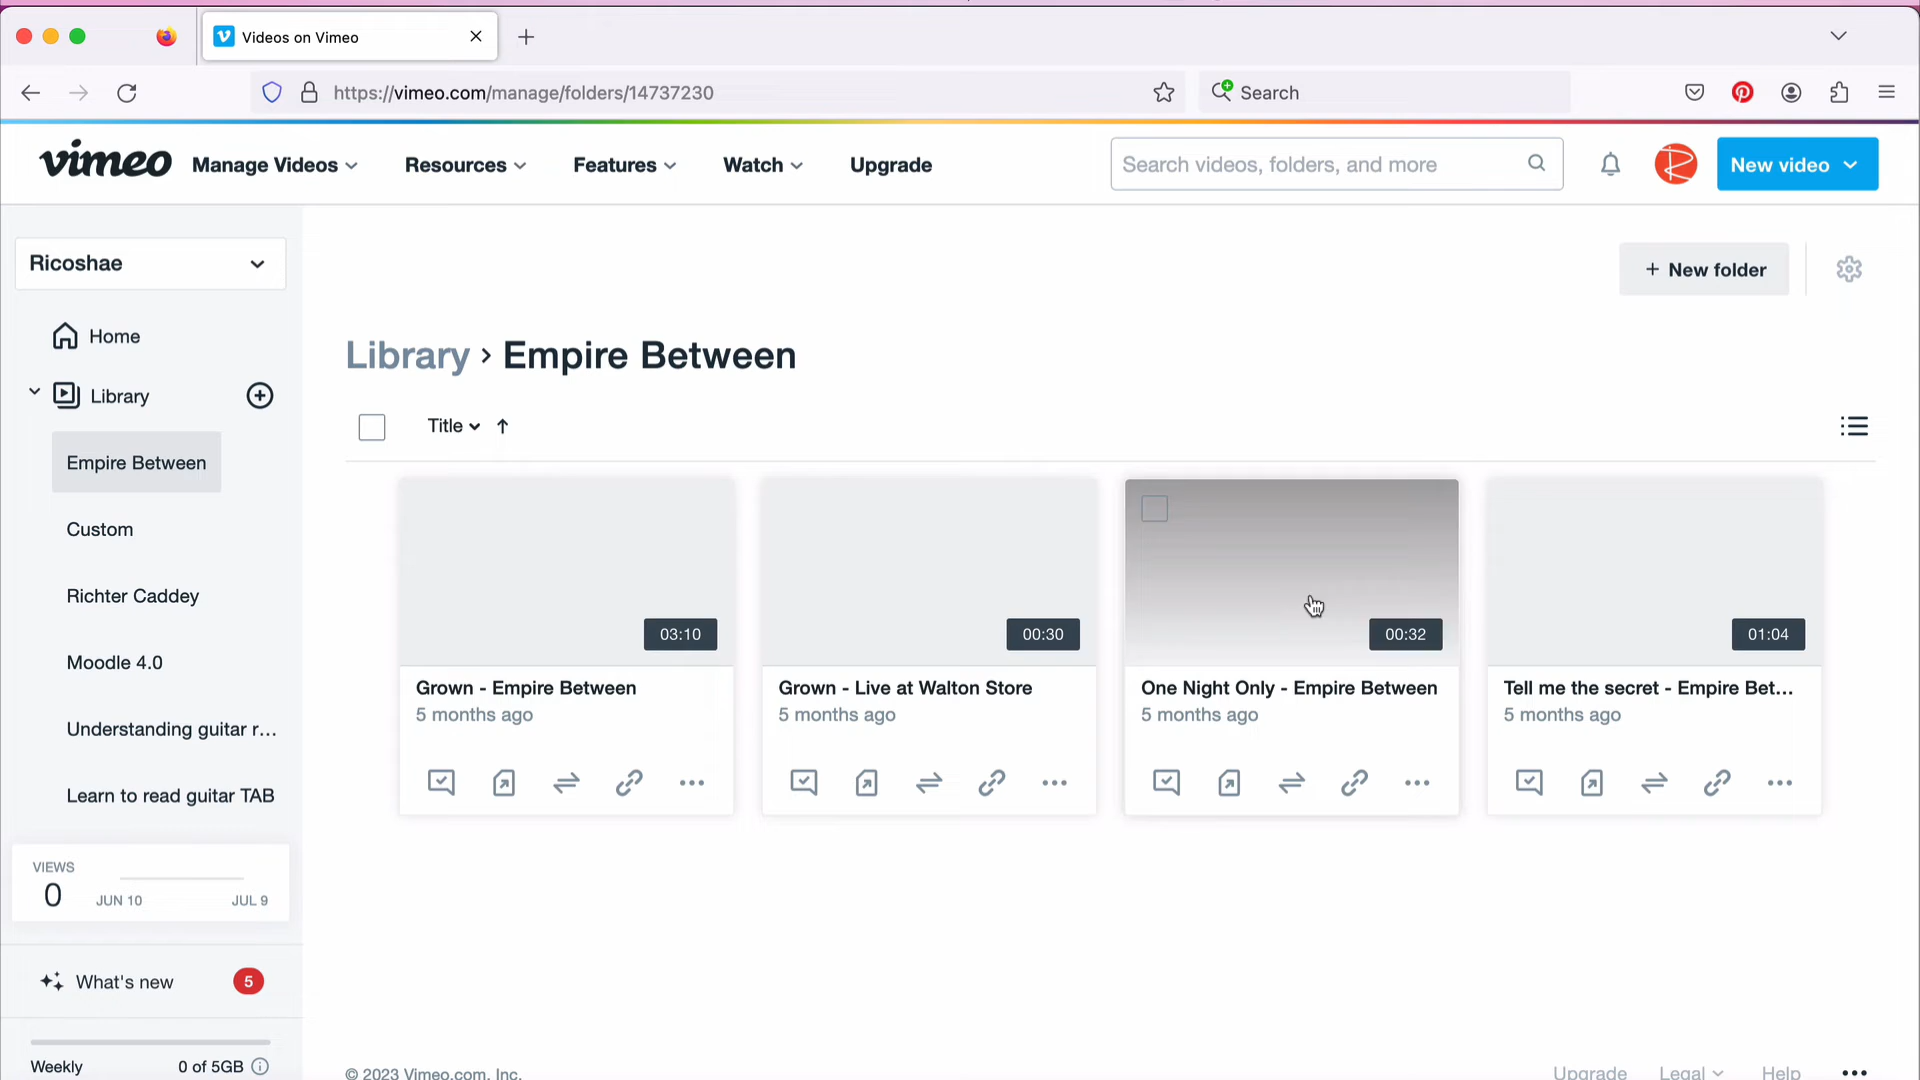 Videos on Vimeo
https://vimeo.com/manage/folders/14737230
Search
vimeo
Manage Videos
Resources
Features
Watch
Upgrade
Search videos, folders, and more
New video
Ricoshae
+ New folder
Home
Library › Empire Between
Library
Title
Empire Between
Custom
Richter Caddey
Moodle 4.0
Understanding guitar r...
Learn to read guitar TAB
03:10
00:30
00:32
01:04
Grown - Empire Between
5 months ago
Grown - Live at Walton Store
5 months ago
One Night Only - Empire Between
5 months ago
Tell me the secret - Empire Bet...
5 months ago
VIEWS
0
JUN 10
JUL 9
What's new
5
Weekly
0 of 5GB
© 2023 Vimeo.com, Inc.
Upgrade
Legal
Help